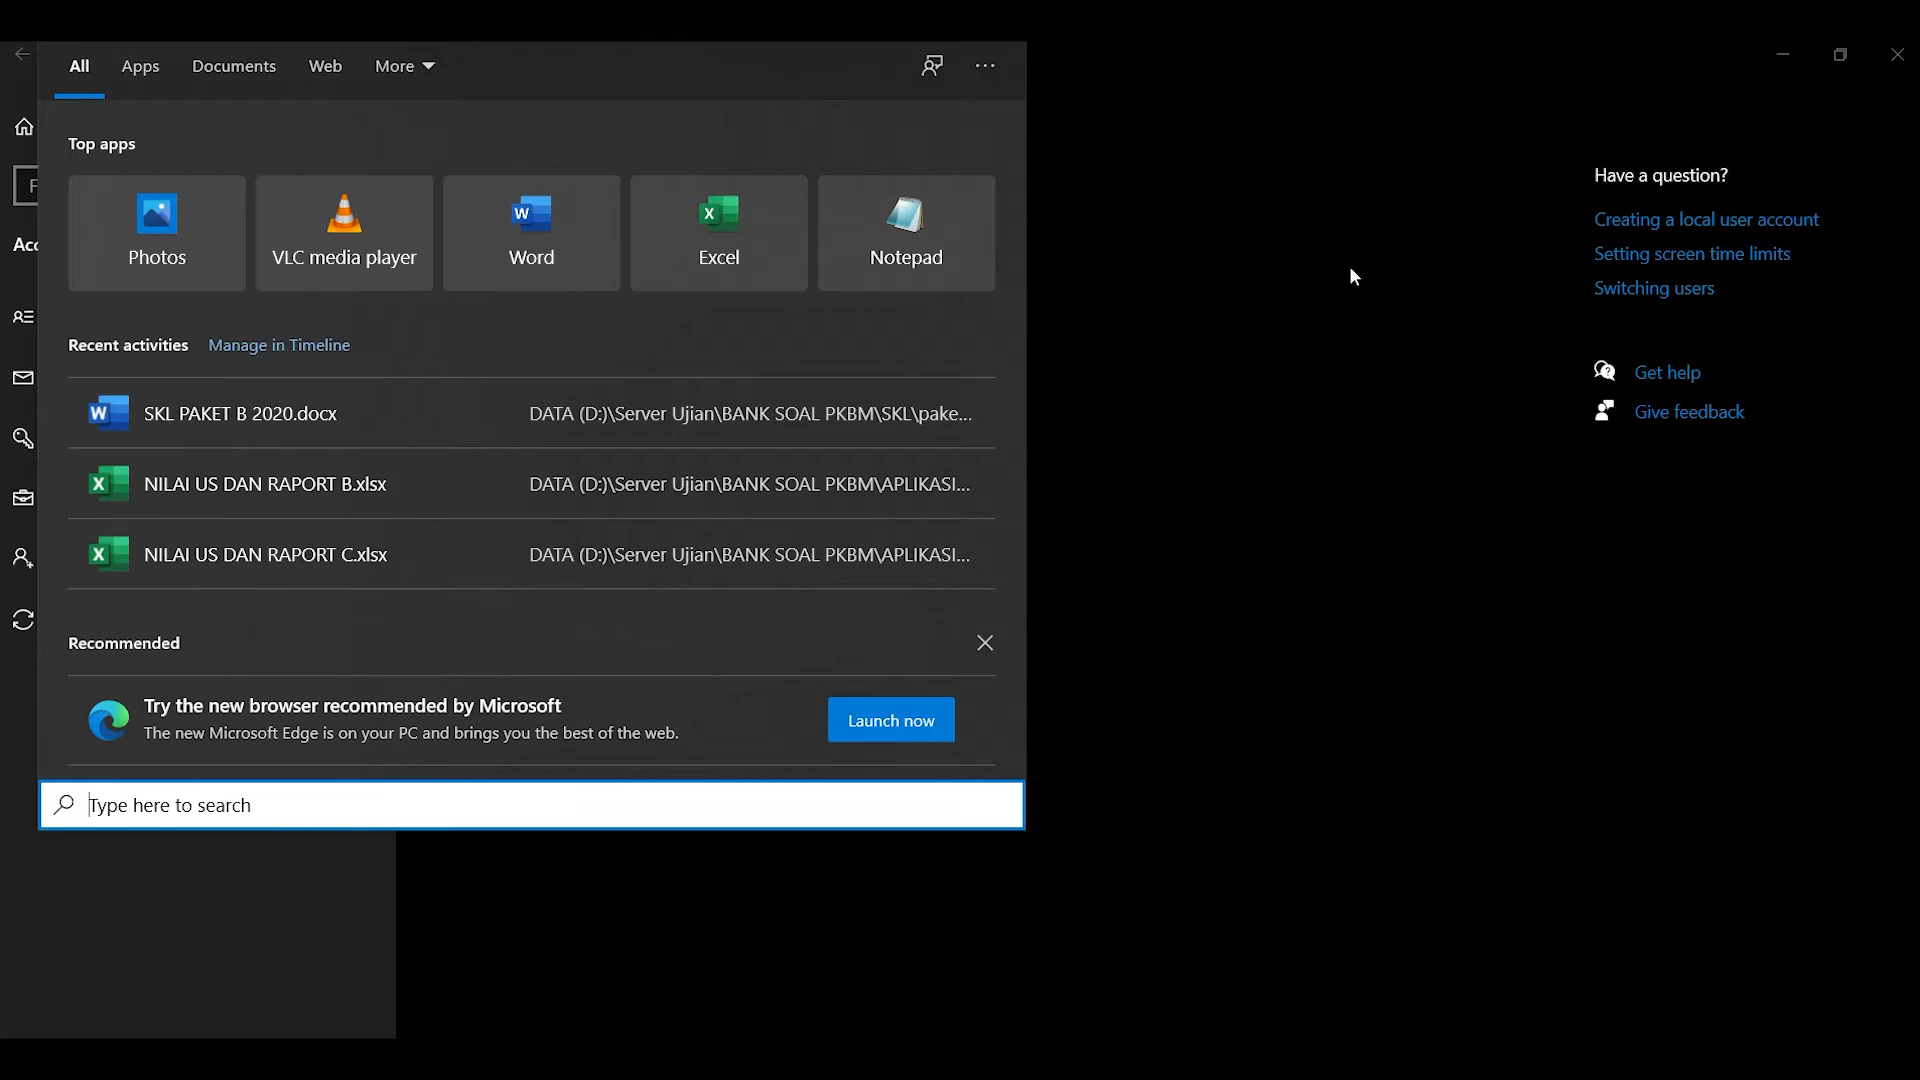 All Apps Documents Web More
Top apps
Photos VLC media player Word Excel Notepad
Recent activities Manage in Timeline
SKL PAKET B 2020.docx DATA (D:)\Server Ujian\BANK SOAL PKBM\SKL\pake...
NILAI US DAN RAPORT B.xlsx DATA (D:)\Server Ujian\BANK SOAL PKBM\APLIKASI...
NILAI US DAN RAPORT C.xlsx DATA (D:)\Server Ujian\BANK SOAL PKBM\APLIKASI...
Recommended
Try the new browser recommended by Microsoft
The new Microsoft Edge is on your PC and brings you the best of the web.
Launch now
Type here to search
F
Acc
Have a question?
Creating a local user account
Setting screen time limits
Switching users
Get help
Give feedback